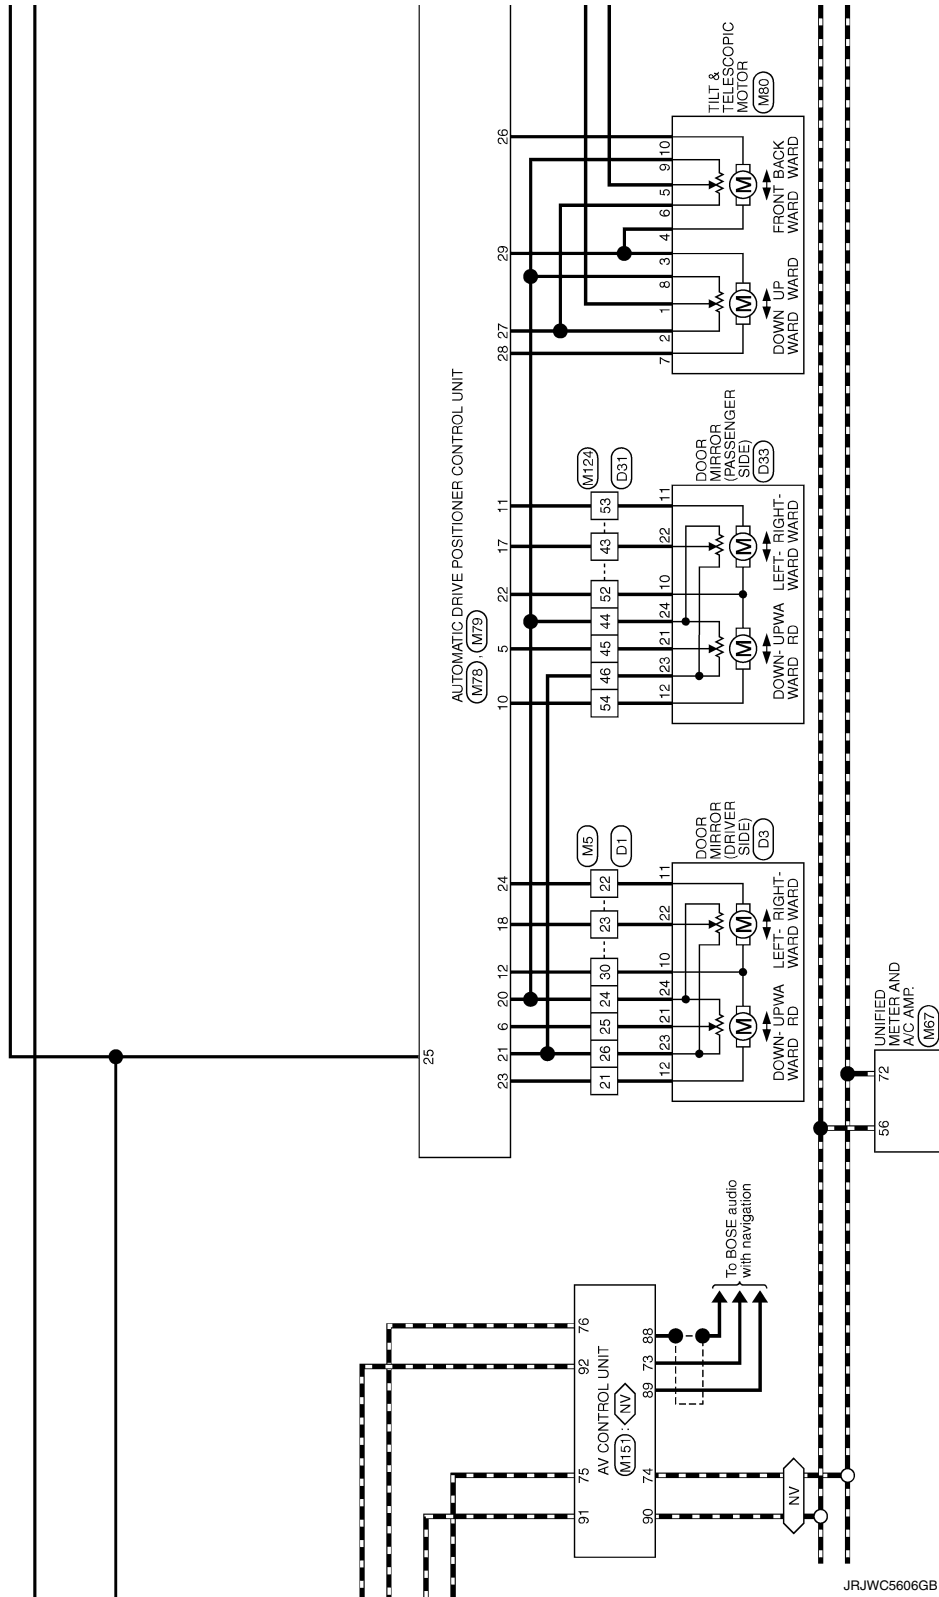 AUTOMATIC DRIVE POSITIONER CONTROL UNIT
M78 , M79
25
23
21
6
20
12
18
24
10
5
22
17
11
28
27
29
26
M5
D1
21
26
25
24
30
23
22
12
23
21
24
10
22
11
DOOR
MIRROR
(DRIVER
SIDE)
D3
M
M
DOWN- UPWA
WARD RD
LEFT- RIGHT-
WARD WARD
M124
D31
54
46
45
44
52
43
53
12
23
21
24
10
22
11
DOOR
MIRROR
(PASSENGER
SIDE)
D33
M
M
DOWN- UPWA
WARD RD
LEFT- RIGHT-
WARD WARD
7
2
1
8
3
4
6
5
9
10
TILT &
TELESCOPIC
MOTOR
M80
M
M
DOWN UP
WARD WARD
FRONT BACK
WARD WARD
91
75
92
76
AV CONTROL UNIT
M151 : NV
90
74
89
73
88
To BOSE audio
with navigation
NV
UNIFIED
METER AND
A/C AMP.
M67
56
72
JRJWC5606GB